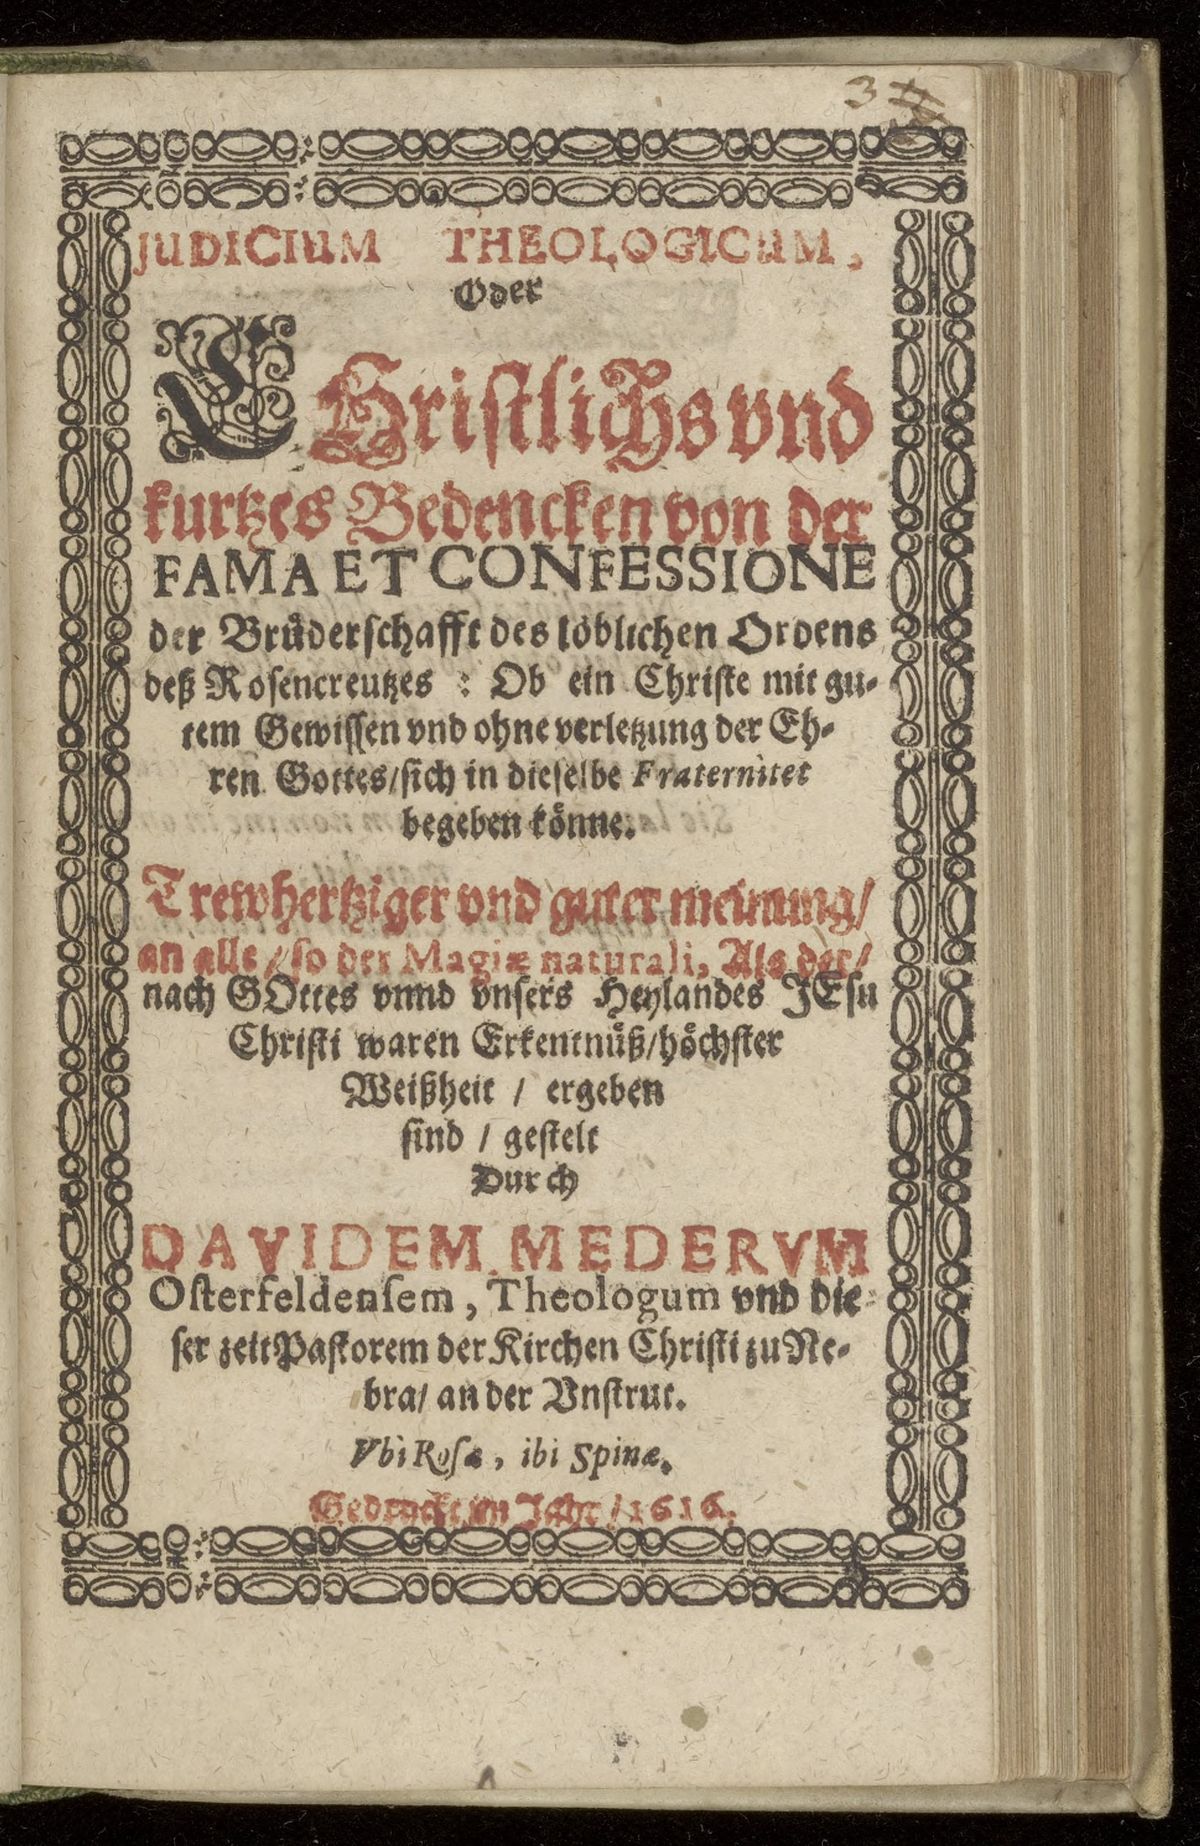 3
JUDICIUM THEOLOGICUM,
Oder
CHristlichs vnd
kurtzes Bedencken von der
FAMA ET CONFESSIONE
der Brůderschafft des löblichen Ordens
deß Rosencreutzes : Ob ein Christe mit gu-
tem Gewissen vnd ohne verletzung der Eh-
ren Gottes/ sich in dieselbe Fraternitet
begeben könne.
Trewhertziger vnd guter meinung/
an alle / so der Magiæ naturali, Als der/
nach GOttes vnnd vnsers Heylandes JEsu
Christi waren Erkentnůß/ höchster
Weißheit / ergeben
sind / gestelt
Durch
DAVIDEM MEDERVM
Osterfeldensem, Theologum vnd die-
ser zeit Pastorem der Kirchen Christi zu Ne-
bra/ an der Vnstrut.
Vbi Rosæ, ibi Spinæ.
Gedruckt im Jahr / 1616.